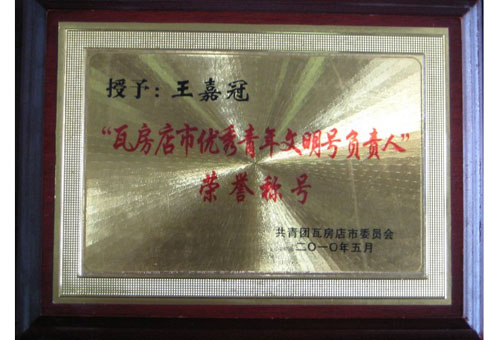 授予：王嘉冠
“瓦房店市优秀青年文明号负责人”
荣誉称号
共青团瓦房店市委员会
二〇一〇年五月